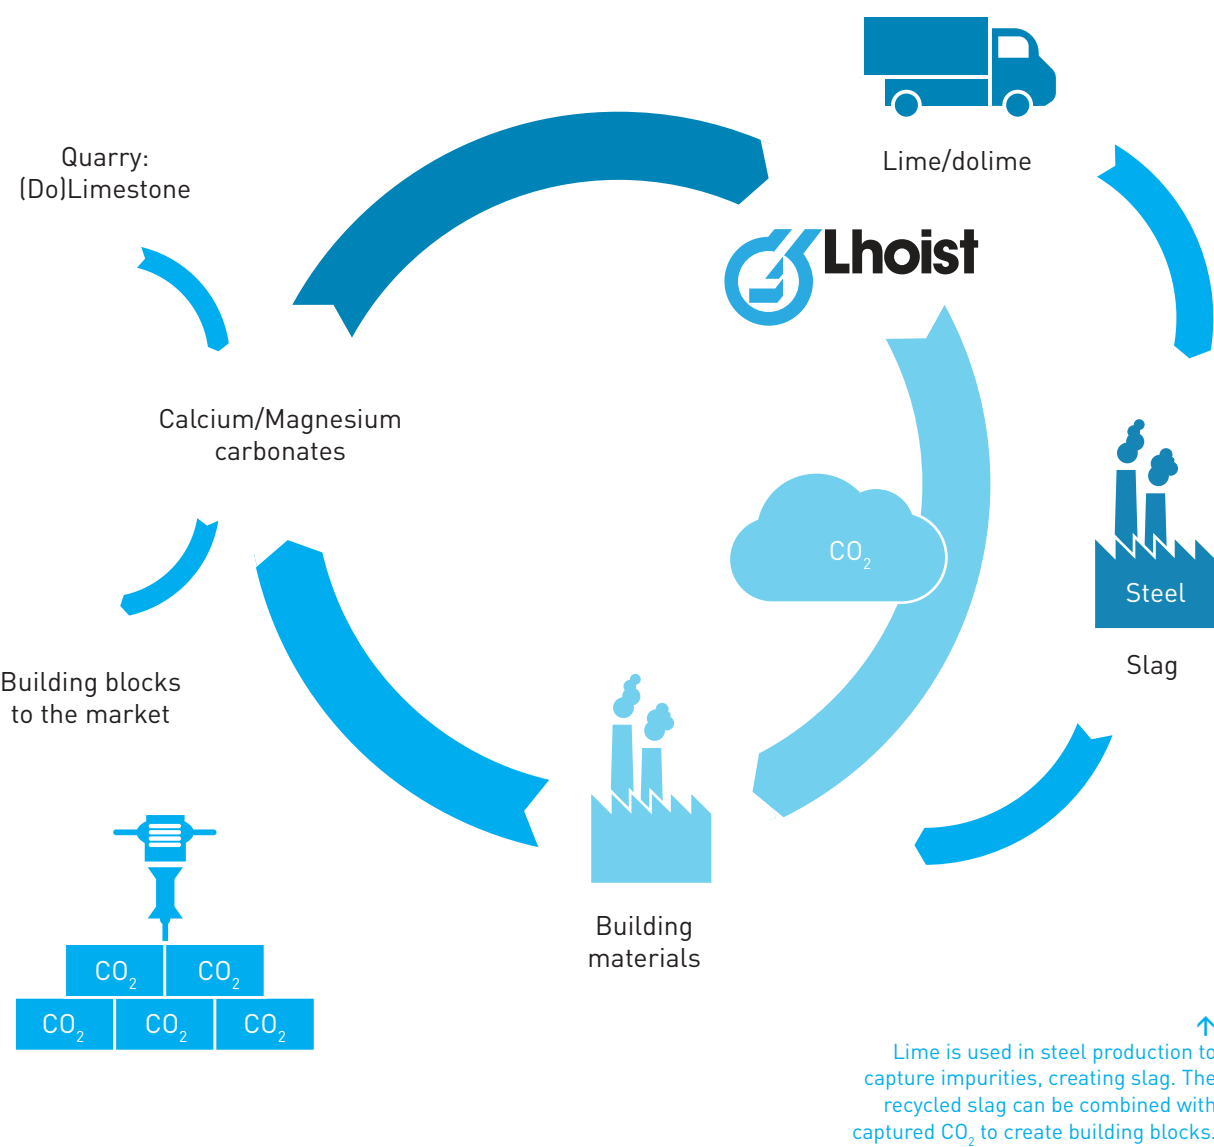 Quarry:
(Do)Limestone
Lime/dolime
Lhoist
Calcium/Magnesium
carbonates
CO₂
Steel
Slag
Building blocks
to the market
Building
materials
CO₂ CO₂
CO₂ CO₂ CO₂
↑
Lime is used in steel production to
capture impurities, creating slag. The
recycled slag can be combined with
captured CO₂ to create building blocks.